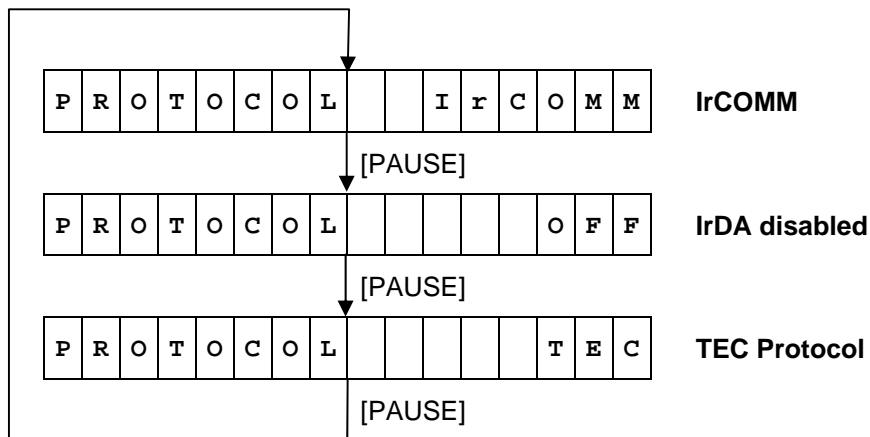 PROTOCOL  IrCOMM IrCOMM
[PAUSE]
PROTOCOL     OFF IrDA disabled
[PAUSE]
PROTOCOL     TEC TEC Protocol
[PAUSE]